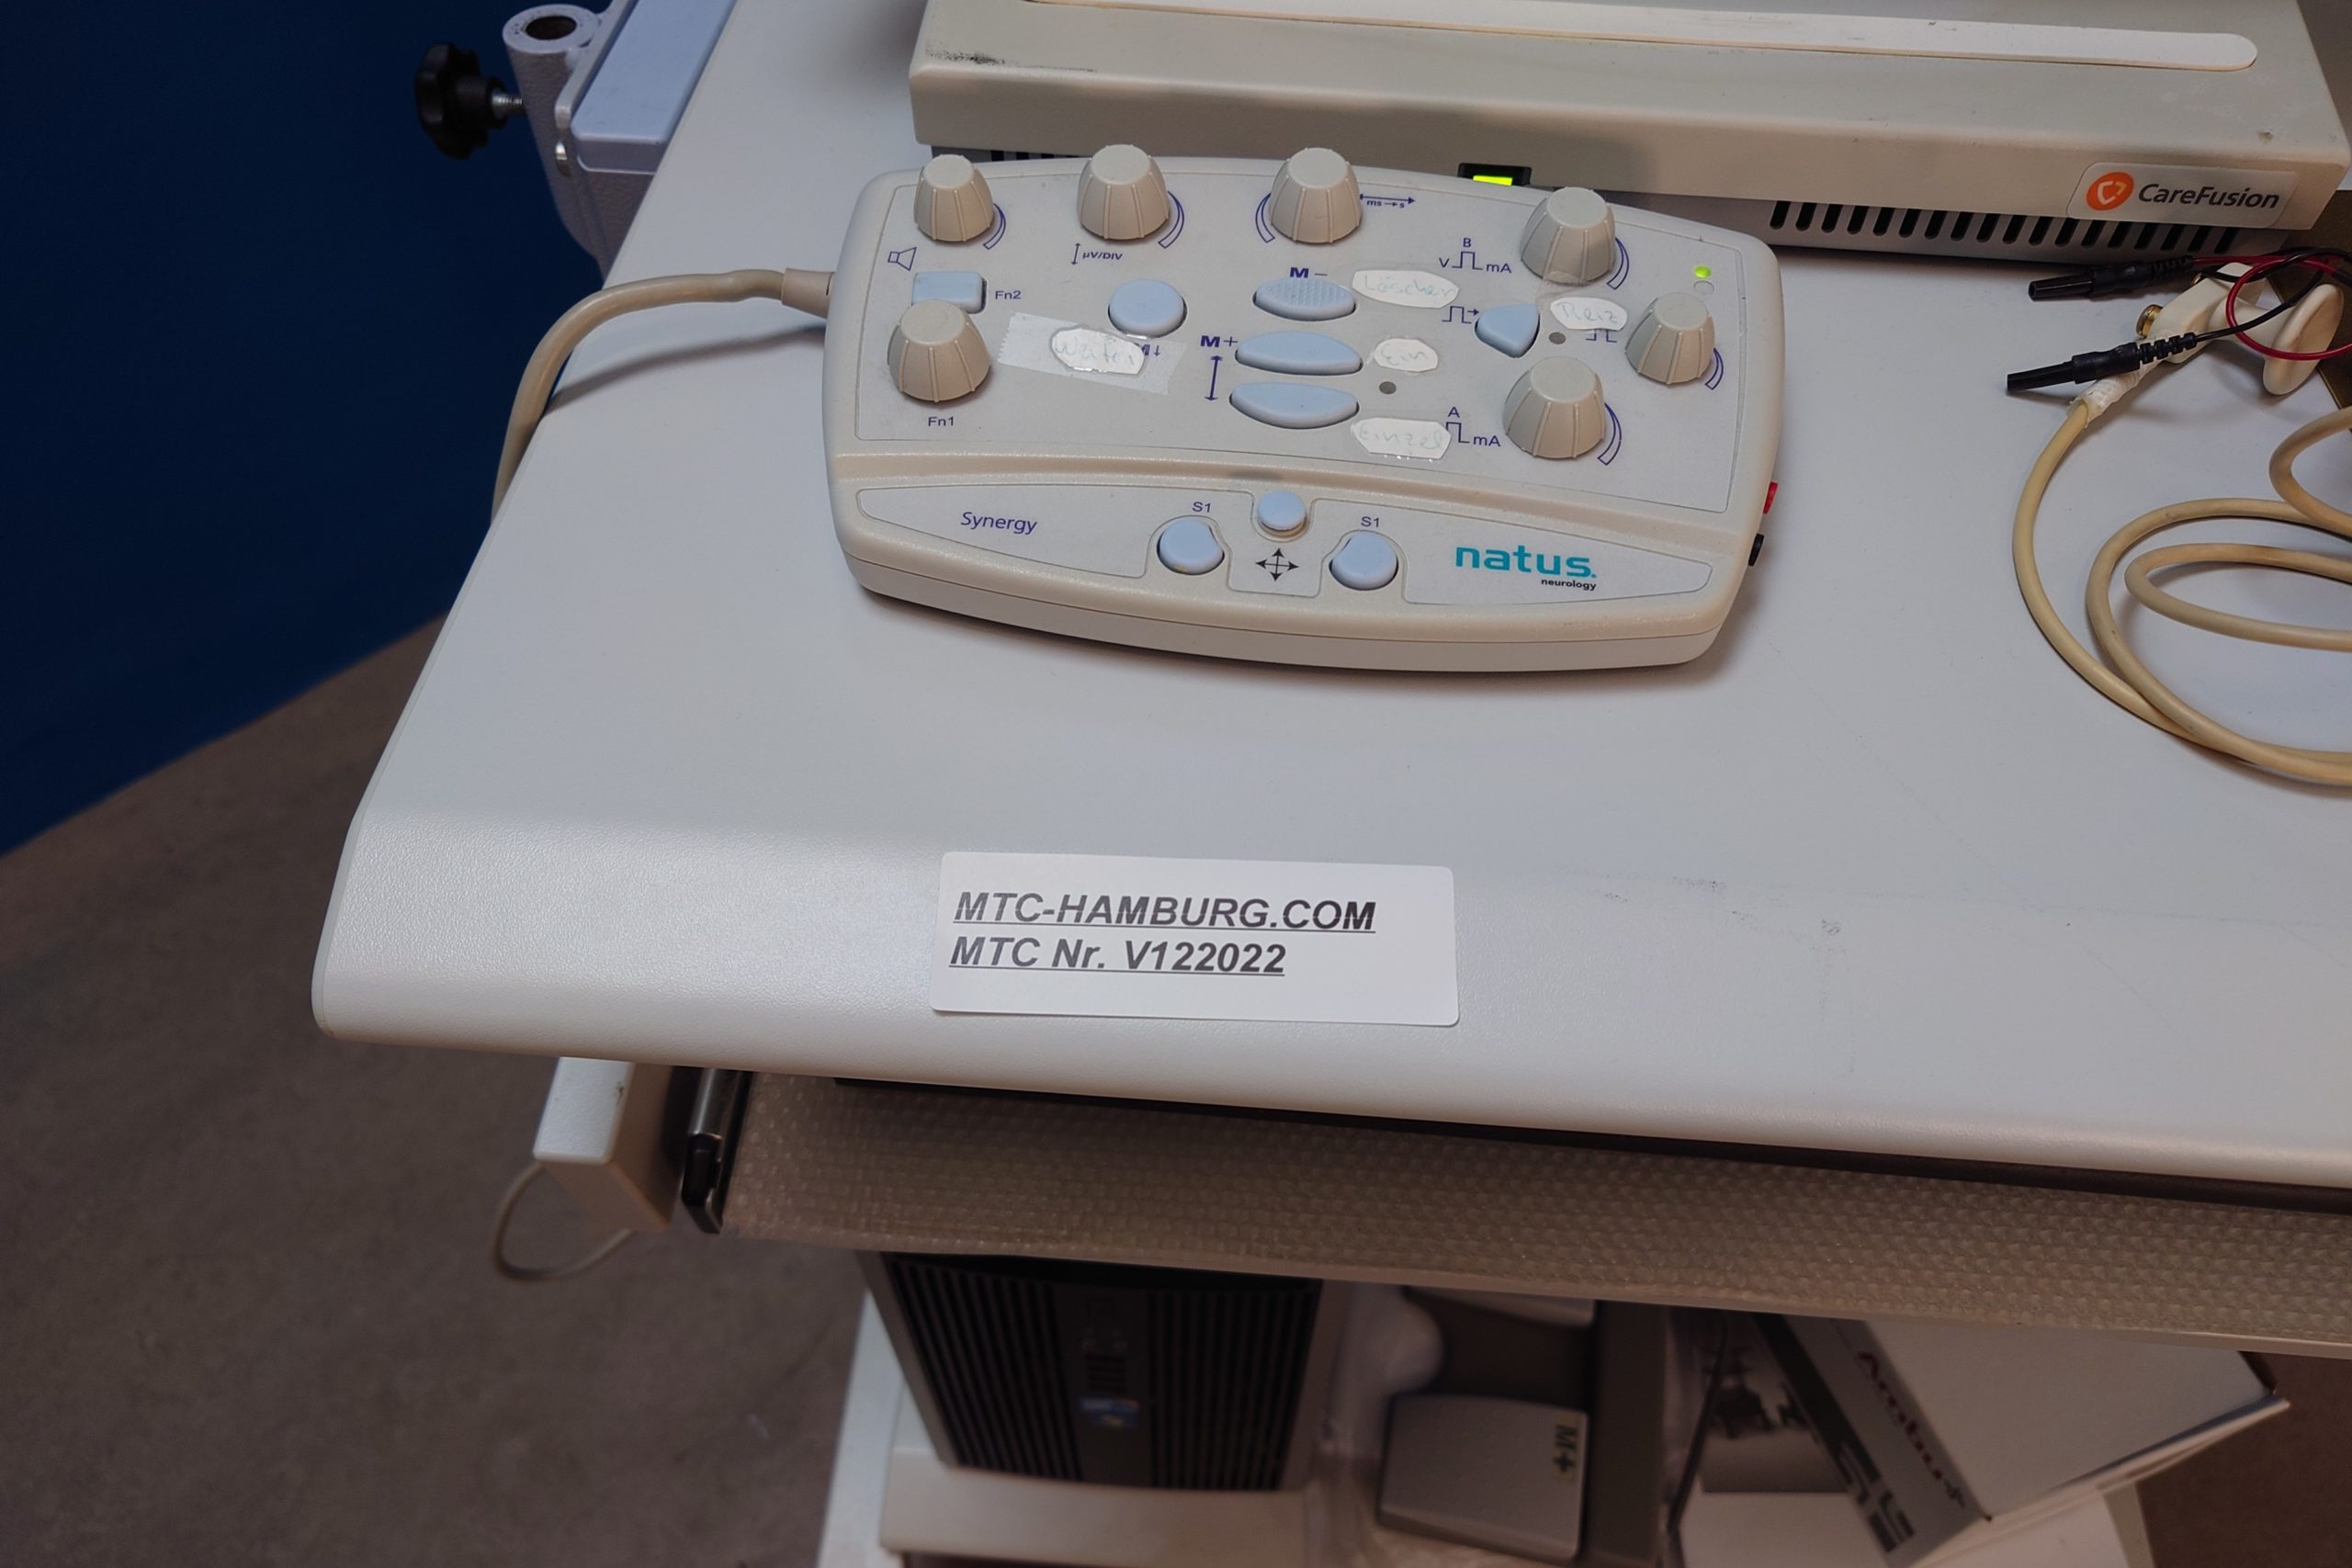 CareFusion
ms→s
μV/DIV
B
V mA
M–
Löschen
Fn2
Reiz
M+
M↓
Ein
Fn1
A
mA
Einzel
S1
S1
Synergy
natus.
neurology
MTC-HAMBURG.COM
MTC Nr. V122022
M+
Ambu